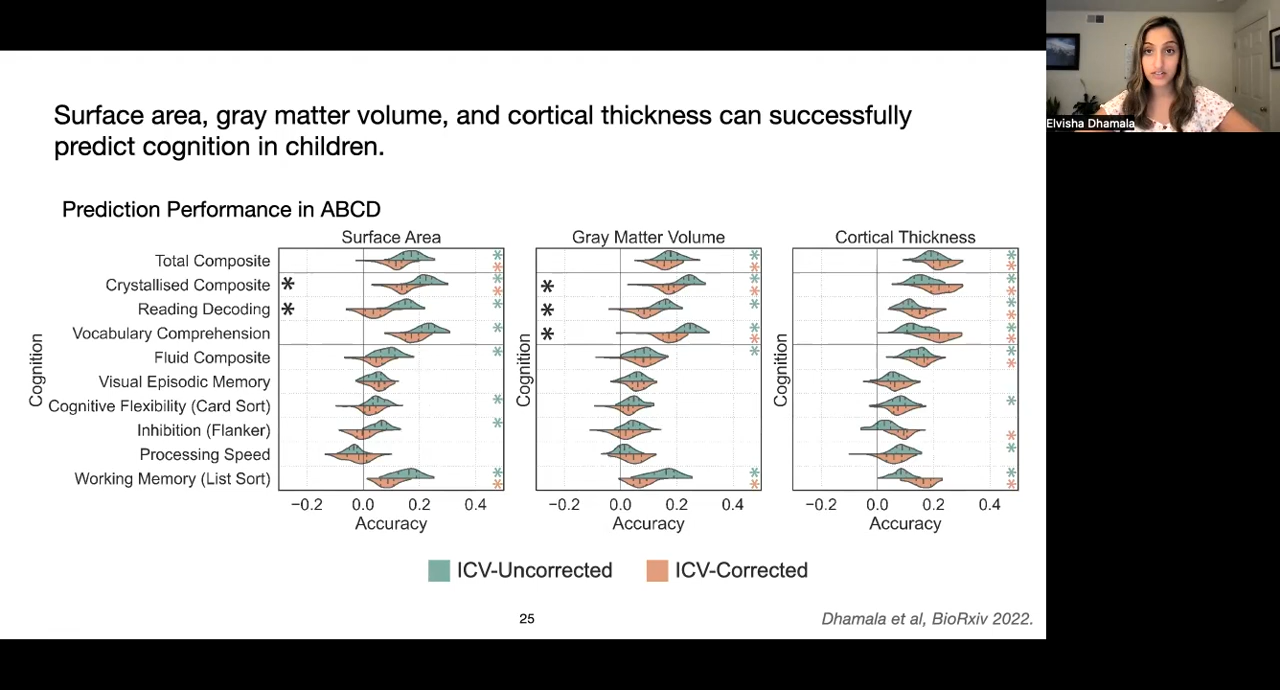 Elvisha Dhamala
Surface area, gray matter volume, and cortical thickness can successfully
predict cognition in children.
Prediction Performance in ABCD
Surface Area
Gray Matter Volume
Cortical Thickness
Cognition
Total Composite
Crystallised Composite
Reading Decoding
Vocabulary Comprehension
Fluid Composite
Visual Episodic Memory
Cognitive Flexibility (Card Sort)
Inhibition (Flanker)
Processing Speed
Working Memory (List Sort)
Cognition
Cognition
−0.2 0.0 0.2 0.4
−0.2 0.0 0.2 0.4
−0.2 0.0 0.2 0.4
Accuracy
Accuracy
Accuracy
ICV-Uncorrected
ICV-Corrected
25
Dhamala et al, BioRxiv 2022.